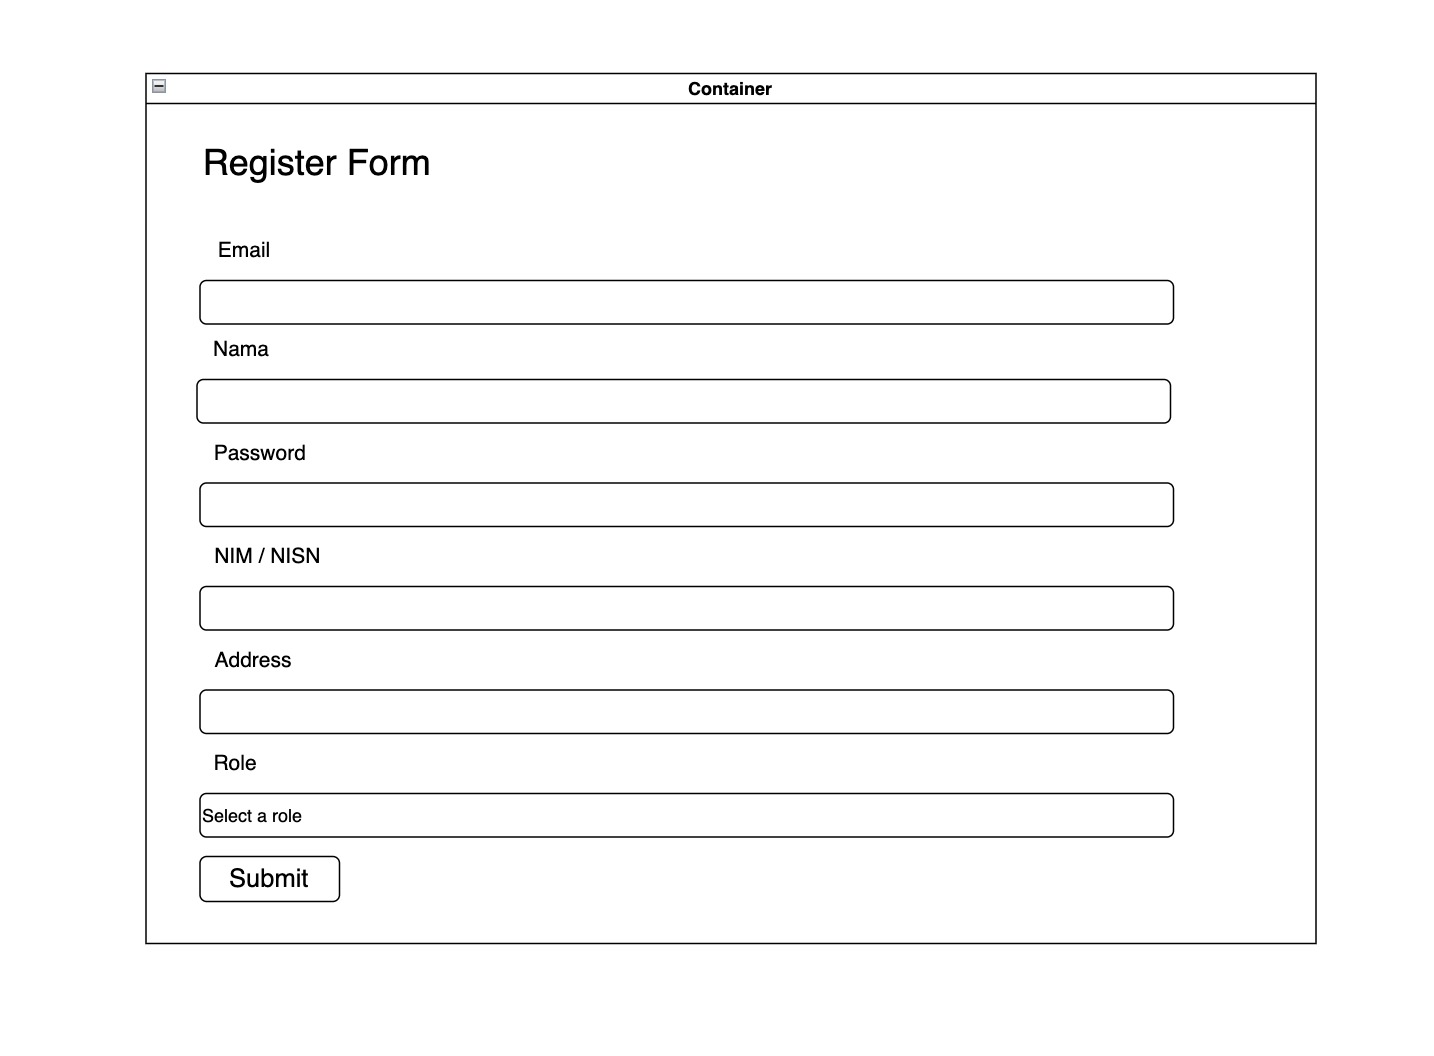 Container
Register Form
Email
Nama
Password
NIM / NISN
Address
Role
Select a role
Submit